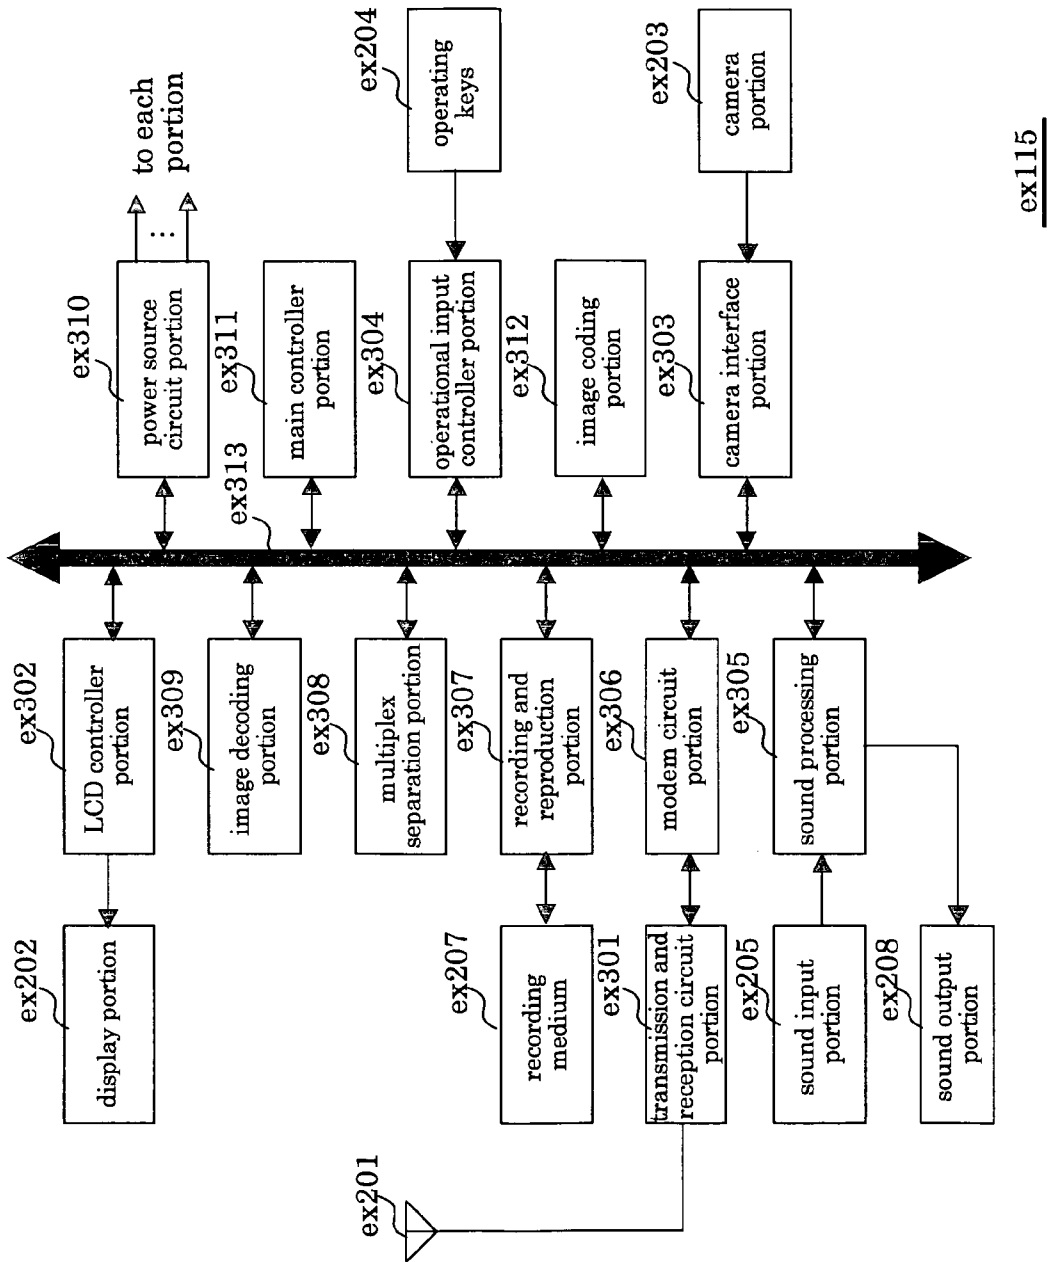 ex201
ex202
display portion
ex302
LCD controller
portion
ex309
image decoding
portion
ex308
multiplex
separation portion
ex207
recording
medium
ex307
recording and
reproduction
portion
ex301
transmission and
reception circuit
portion
ex306
modem circuit
portion
ex205
sound input
portion
ex305
sound processing
portion
ex208
sound output
portion
ex313
ex310
power source
circuit portion
to each
portion
...
ex311
main controller
portion
ex304
operational input
controller portion
ex204
operating
keys
ex312
image coding
portion
ex303
camera interface
portion
ex203
camera
portion
ex115